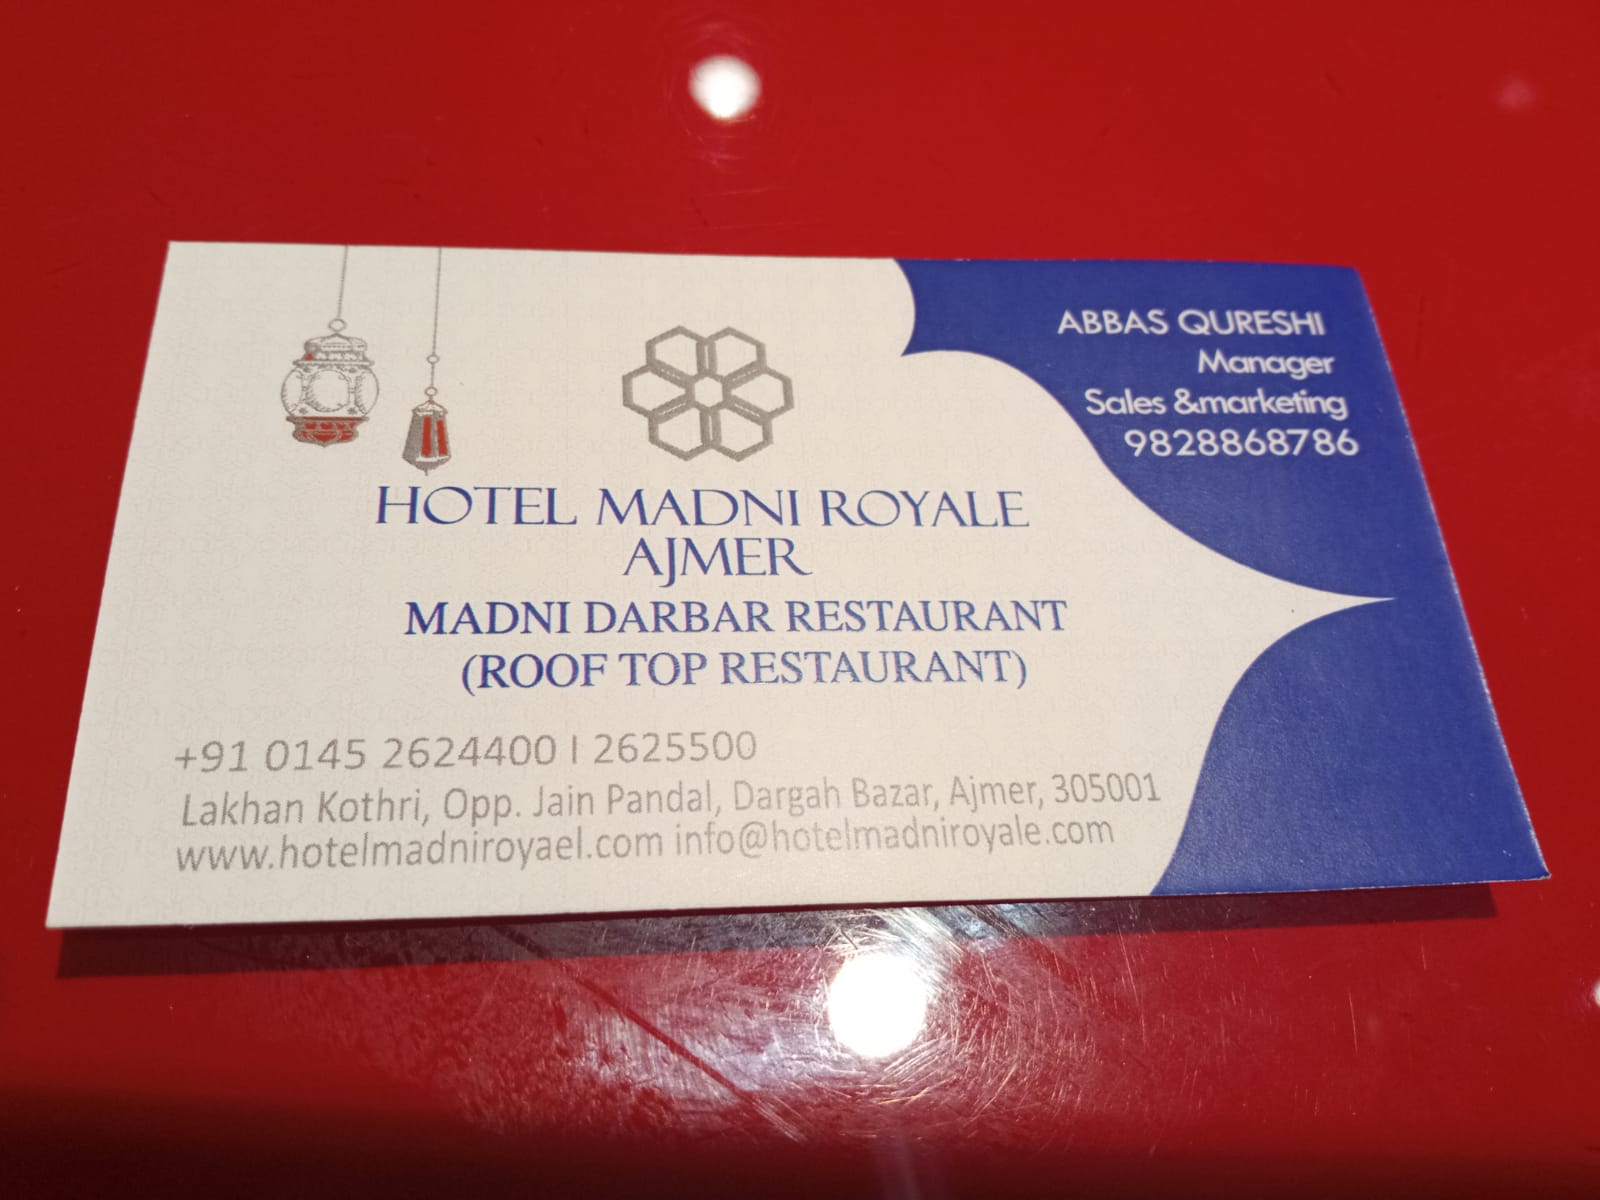 ABBAS QURESHI
Manager
Sales &marketing
9828868786
HOTEL MADNI ROYALE
AJMER
MADNI DARBAR RESTAURANT
(ROOF TOP RESTAURANT)
+91 0145 2624400 I 2625500
Lakhan Kothri, Opp. Jain Pandal, Dargah Bazar, Ajmer, 305001
www.hotelmadniroyael.com info@hotelmadniroyale.com